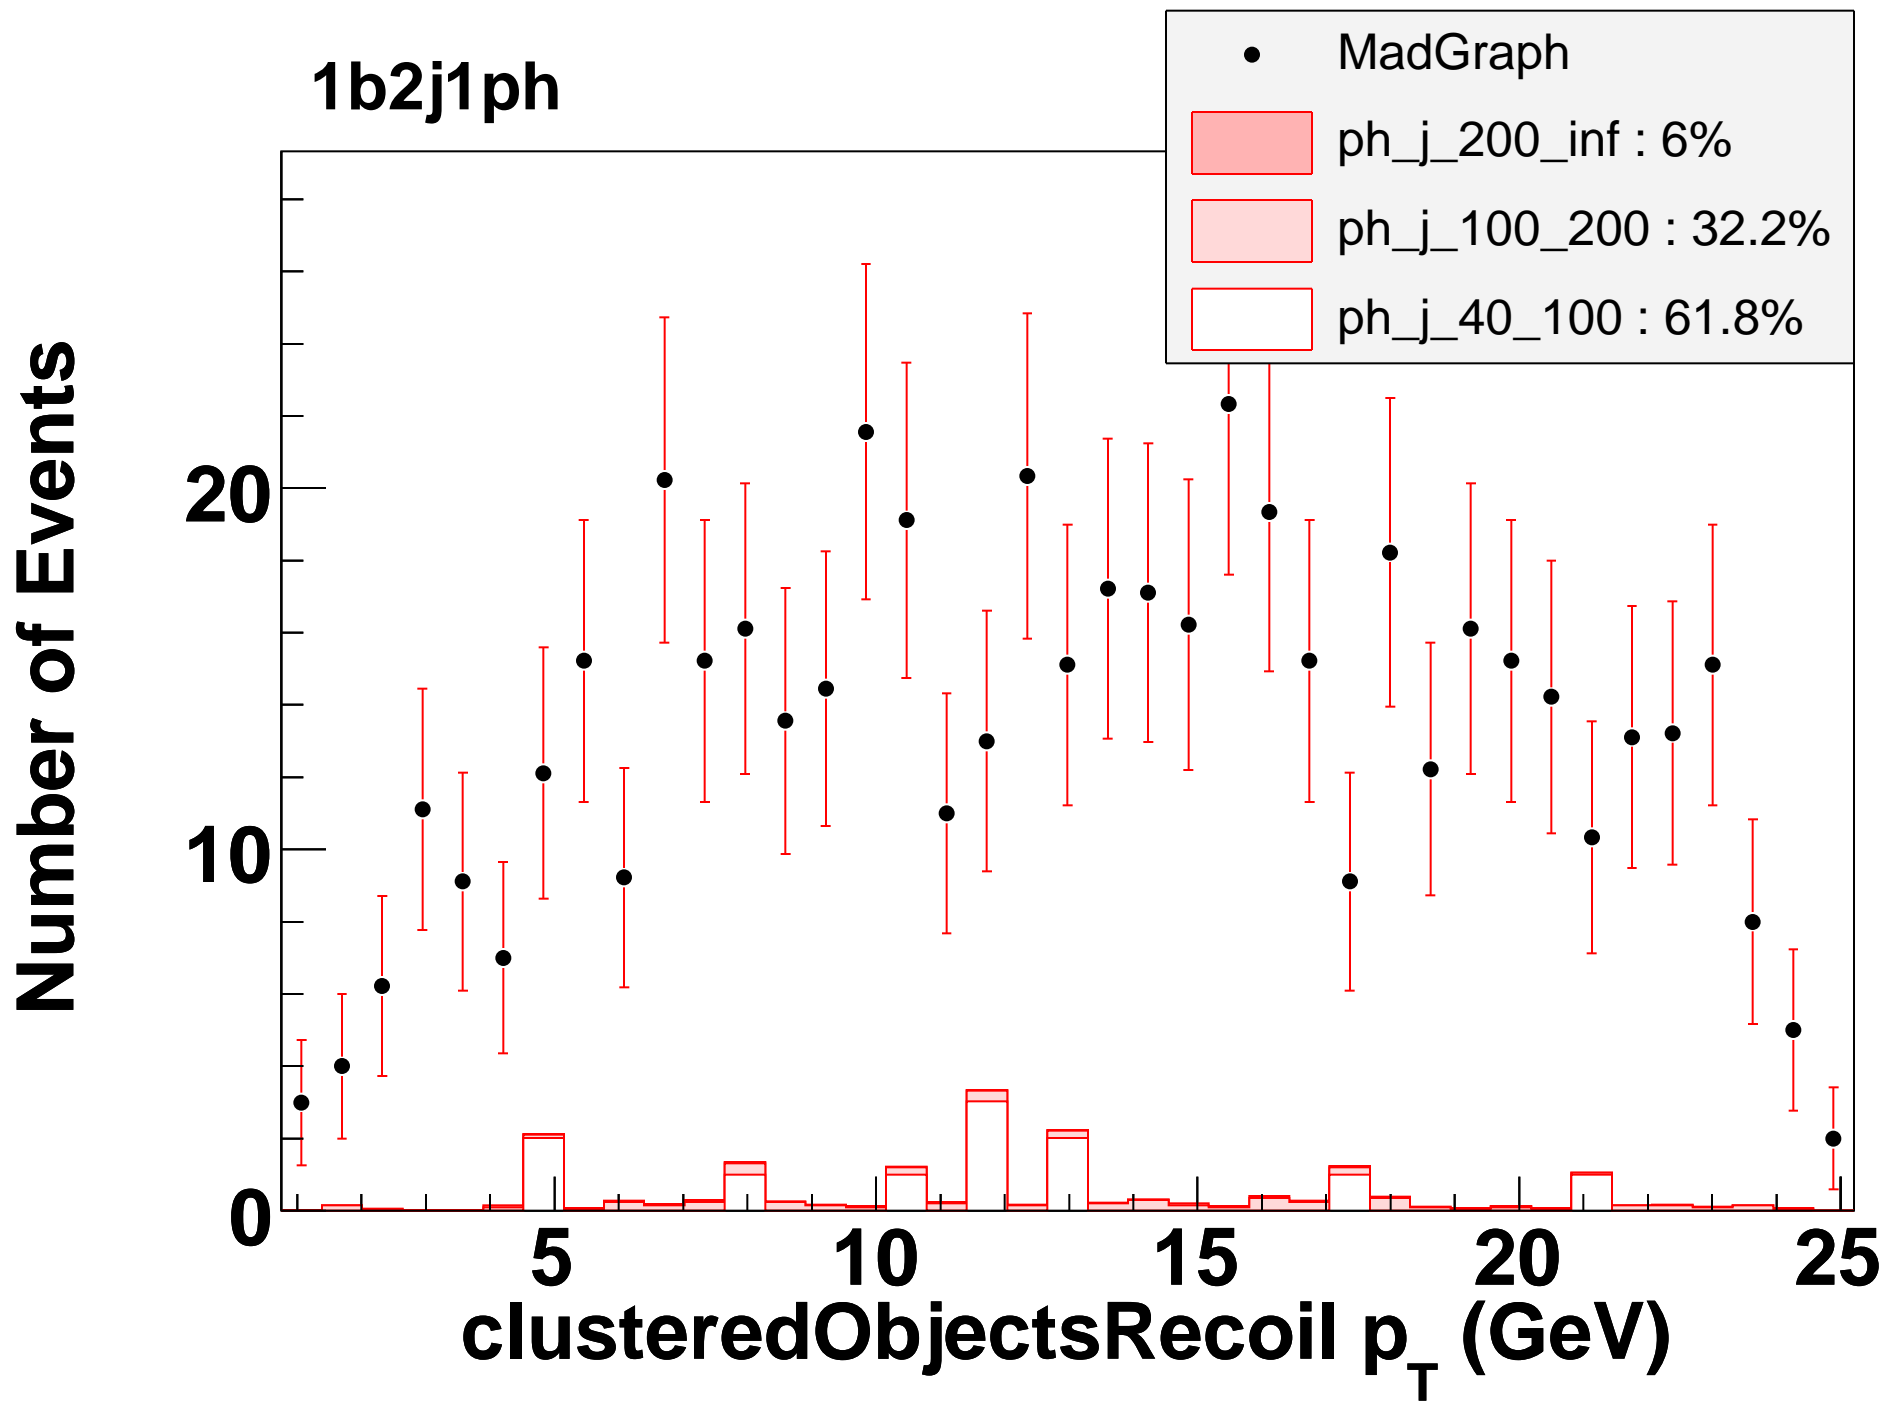 1b2j1ph
MadGraph
ph_j_200_inf : 6%
ph_j_100_200 : 32.2%
ph_j_40_100 : 61.8%
Number of Events
20
10
0
5 10 15 20 25
clusteredObjectsRecoil p_T (GeV)